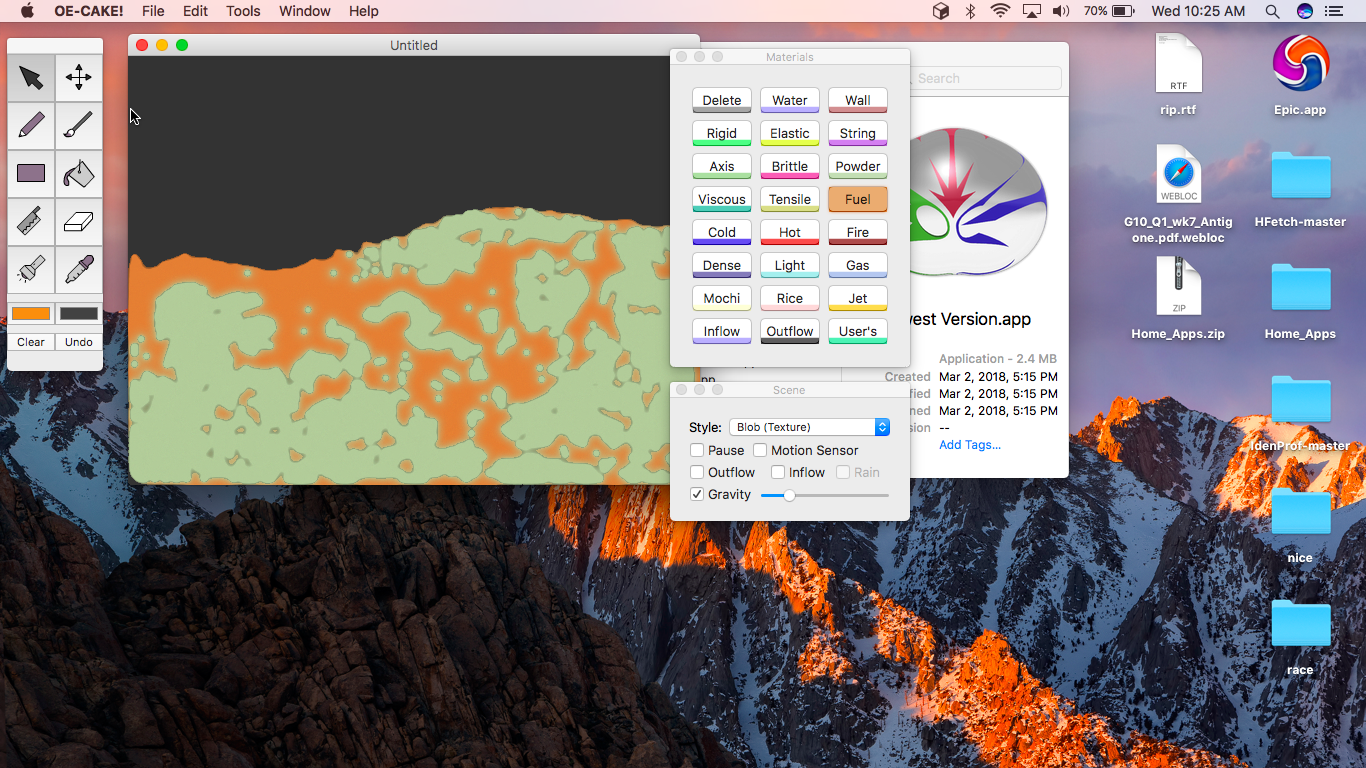 OE-CAKE! File Edit Tools Window Help 70% Wed 10:25 AM
Untitled
Clear Undo
Materials
Delete Water Wall
Rigid Elastic String
Axis Brittle Powder
Viscous Tensile Fuel
Cold Hot Fire
Dense Light Gas
Mochi Rice Jet
Inflow Outflow User's
Scene
Style: Blob (Texture)
Pause Motion Sensor
Outflow Inflow Rain
Gravity
Search
est Version.app
Application - 2.4 MB
Created Mar 2, 2018, 5:15 PM
fied Mar 2, 2018, 5:15 PM
ned Mar 2, 2018, 5:15 PM
sion --
Add Tags...
RTF
rip.rtf
Epic.app
WEBLOC
G10_Q1_wk7_Antig
one.pdf.webloc
HFetch-master
ZIP
Home_Apps.zip
Home_Apps
IdenProf-master
nice
race